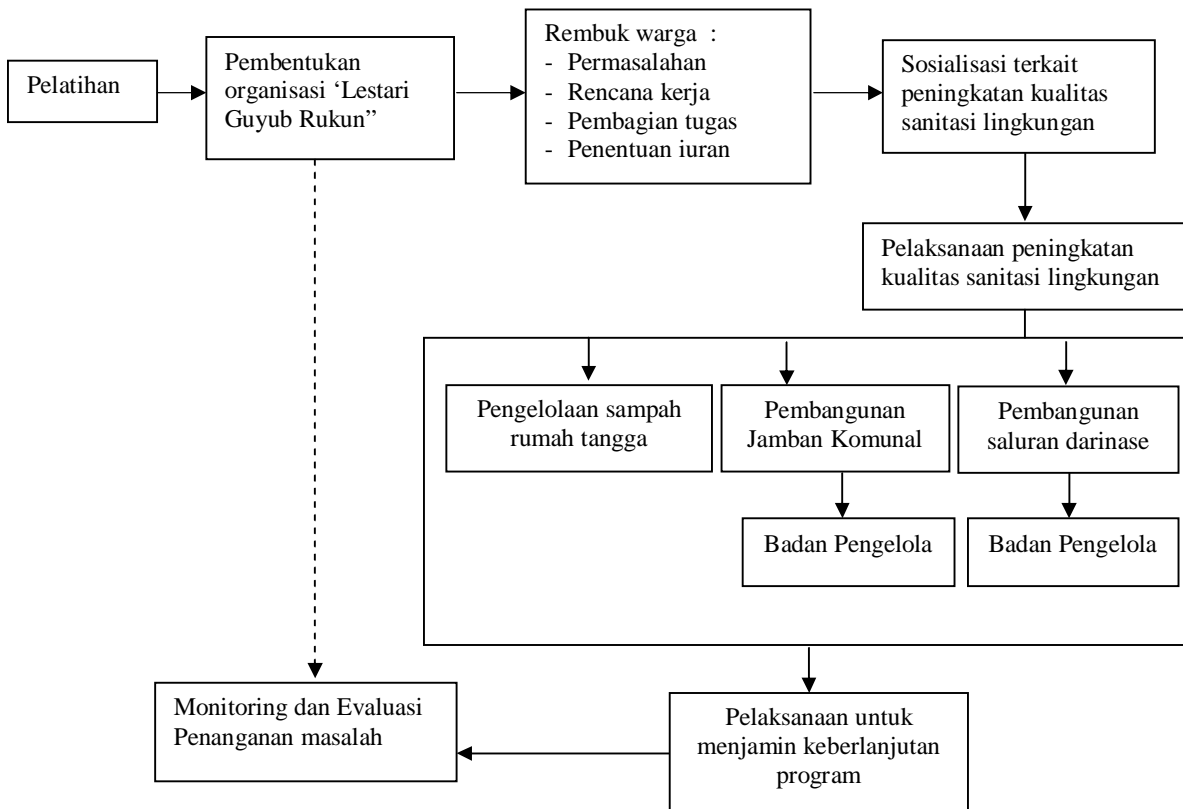 Pelatihan
Pembentukan
organisasi ‘Lestari
Guyub Rukun”
Rembuk warga :
- Permasalahan
- Rencana kerja
- Pembagian tugas
- Penentuan iuran
Sosialisasi terkait
peningkatan kualitas
sanitasi lingkungan
Pelaksanaan peningkatan
kualitas sanitasi lingkungan
Pengelolaan sampah
rumah tangga
Pembangunan
Jamban Komunal
Pembangunan
saluran darinase
Badan Pengelola
Badan Pengelola
Monitoring dan Evaluasi
Penanganan masalah
Pelaksanaan untuk
menjamin keberlanjutan
program